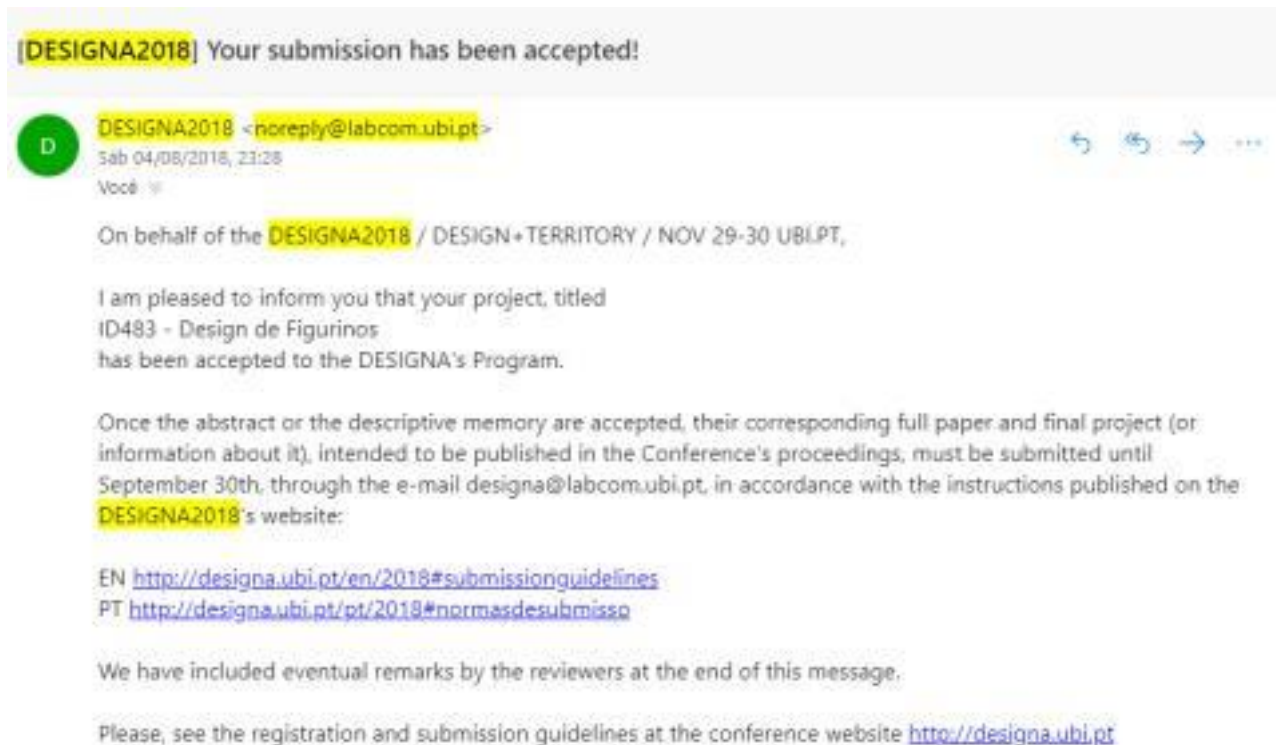 [DESIGNA2018] Your submission has been accepted!
D
DESIGNA2018 <noreply@labcom.ubi.pt>
Sáb 04/08/2018, 23:28
Você
On behalf of the DESIGNA2018 / DESIGN+TERRITORY / NOV 29-30 UBI.PT,
I am pleased to inform you that your project, titled
ID483 - Design de Figurinos
has been accepted to the DESIGNA's Program.
Once the abstract or the descriptive memory are accepted, their corresponding full paper and final project (or
information about it), intended to be published in the Conference's proceedings, must be submitted until
September 30th, through the e-mail designa@labcom.ubi.pt, in accordance with the instructions published on the
DESIGNA2018's website:
EN http://designa.ubi.pt/en/2018#submissionguidelines
PT http://designa.ubi.pt/pt/2018#normasdesubmisso
We have included eventual remarks by the reviewers at the end of this message.
Please, see the registration and submission guidelines at the conference website http://designa.ubi.pt